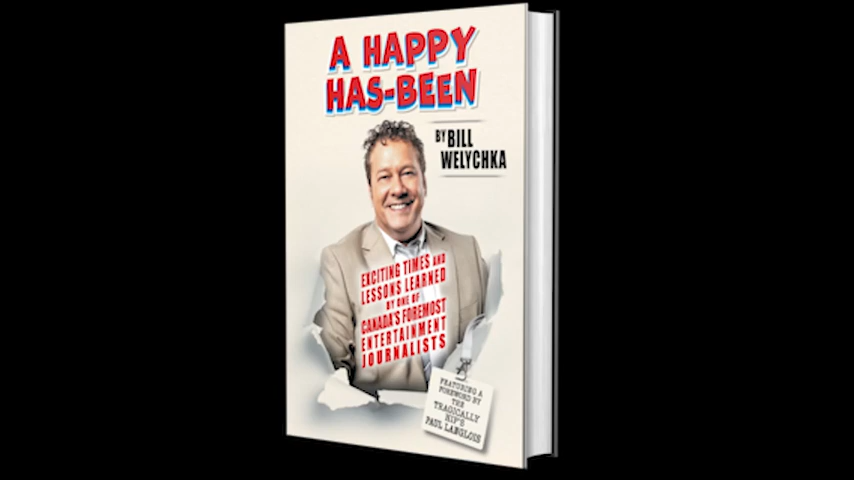 A HAPPY
HAS-BEEN
BY BILL
WELYCHKA
EXCITING TIMES AND
LESSONS LEARNED
BY ONE OF
CANADA'S FOREMOST
ENTERTAINMENT
JOURNALISTS
FEATURING A
FOREWORD BY
THE
TRAGICALLY
HIP'S
PAUL LANGLOIS